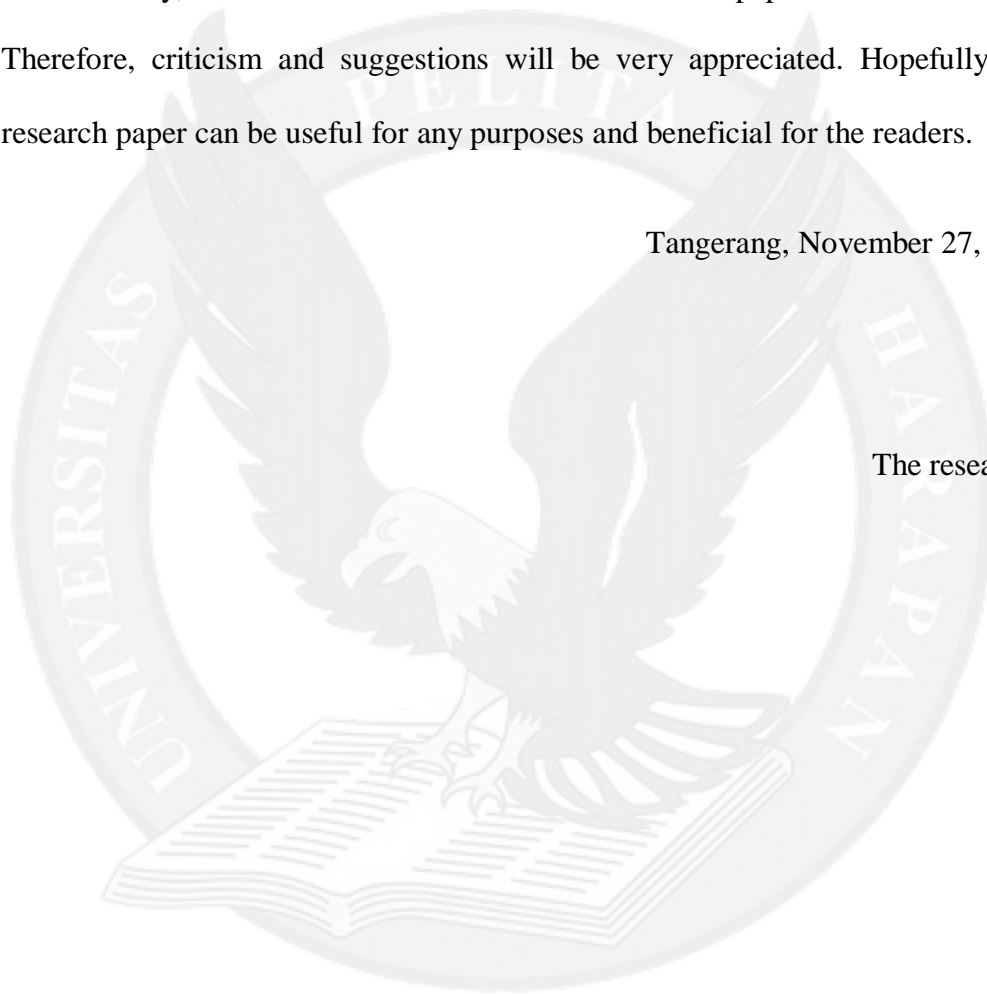 Therefore, criticism and suggestions will be very appreciated. Hopefully
research paper can be useful for any purposes and beneficial for the readers.
Tangerang, November 27,
The resea
UNIVERSITAS PELITA HARAPAN